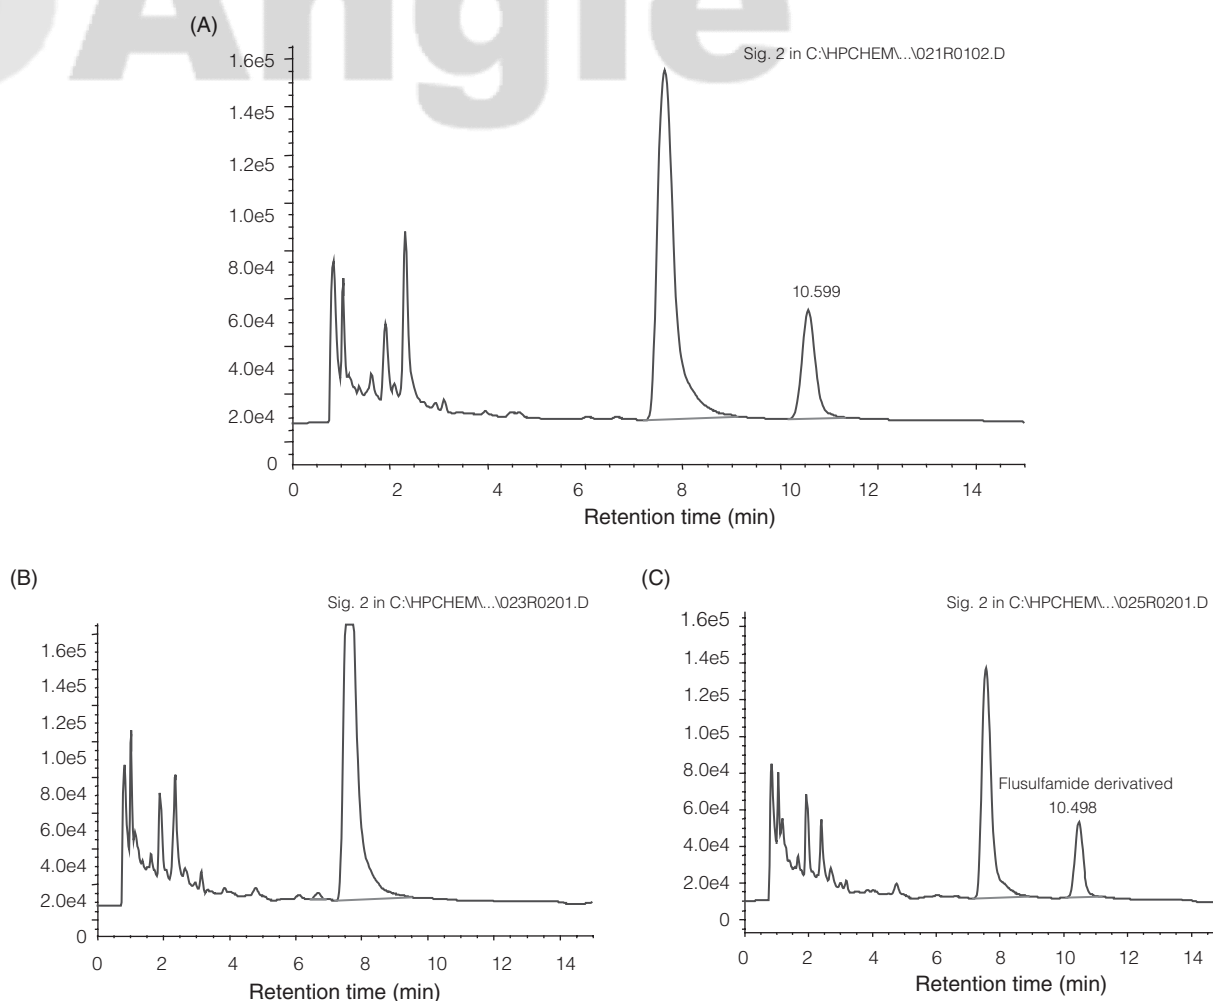 Angle
(A)
Sig. 2 in C:\HPCHEM\...\021R0102.D
1.6e5
1.4e5
1.2e5
1.0e5
8.0e4
6.0e4
4.0e4
2.0e4
0
10.599
0 2 4 6 8 10 12 14
Retention time (min)
(B)
Sig. 2 in C:\HPCHEM\...\023R0201.D
1.6e5
1.4e5
1.2e5
1.0e5
8.0e4
6.0e4
4.0e4
2.0e4
0
0 2 4 6 8 10 12 14
Retention time (min)
(C)
Sig. 2 in C:\HPCHEM\...\025R0201.D
1.6e5
1.4e5
1.2e5
1.0e5
8.0e4
6.0e4
4.0e4
2.0e4
0
Flusulfamide derivatived
10.498
0 2 4 6 8 10 12 14
Retention time (min)